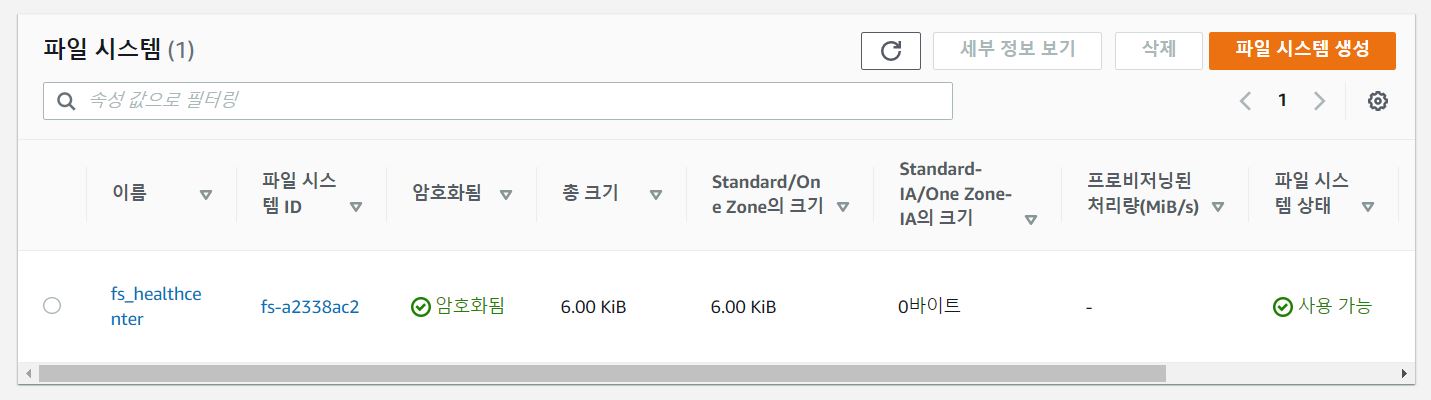 파일 시스템 (1)
세부 정보 보기
삭제
파일 시스템 생성
속성 값으로 필터링
1
이름
파일 시스
템 ID
암호화됨
총 크기
Standard/On
e Zone의 크기
Standard-
IA/One Zone-
IA의 크기
프로비저닝된
처리량(MiB/s)
파일 시스
템 상태
fs_healthce
nter
fs-a2338ac2
암호화됨
6.00 KiB
6.00 KiB
0바이트
-
사용 가능